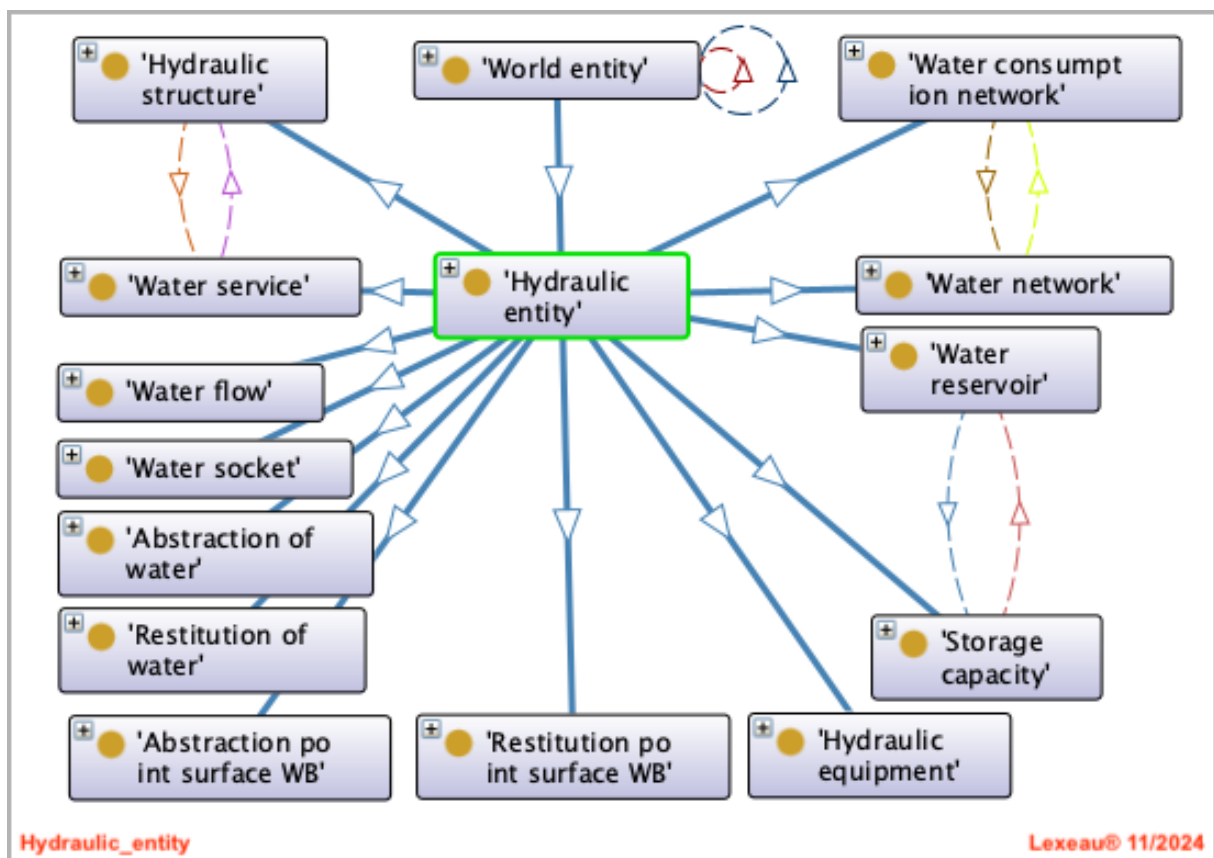 'Hydraulic
structure'
'World entity'
'Water consumpt
ion network'
'Water service'
'Hydraulic
entity'
'Water network'
'Water flow'
'Water
reservoir'
'Water socket'
'Abstraction of
water'
'Restitution of
water'
'Storage
capacity'
'Abstraction po
int surface WB'
'Restitution po
int surface WB'
'Hydraulic
equipment'
Hydraulic_entity
Lexeau® 11/2024